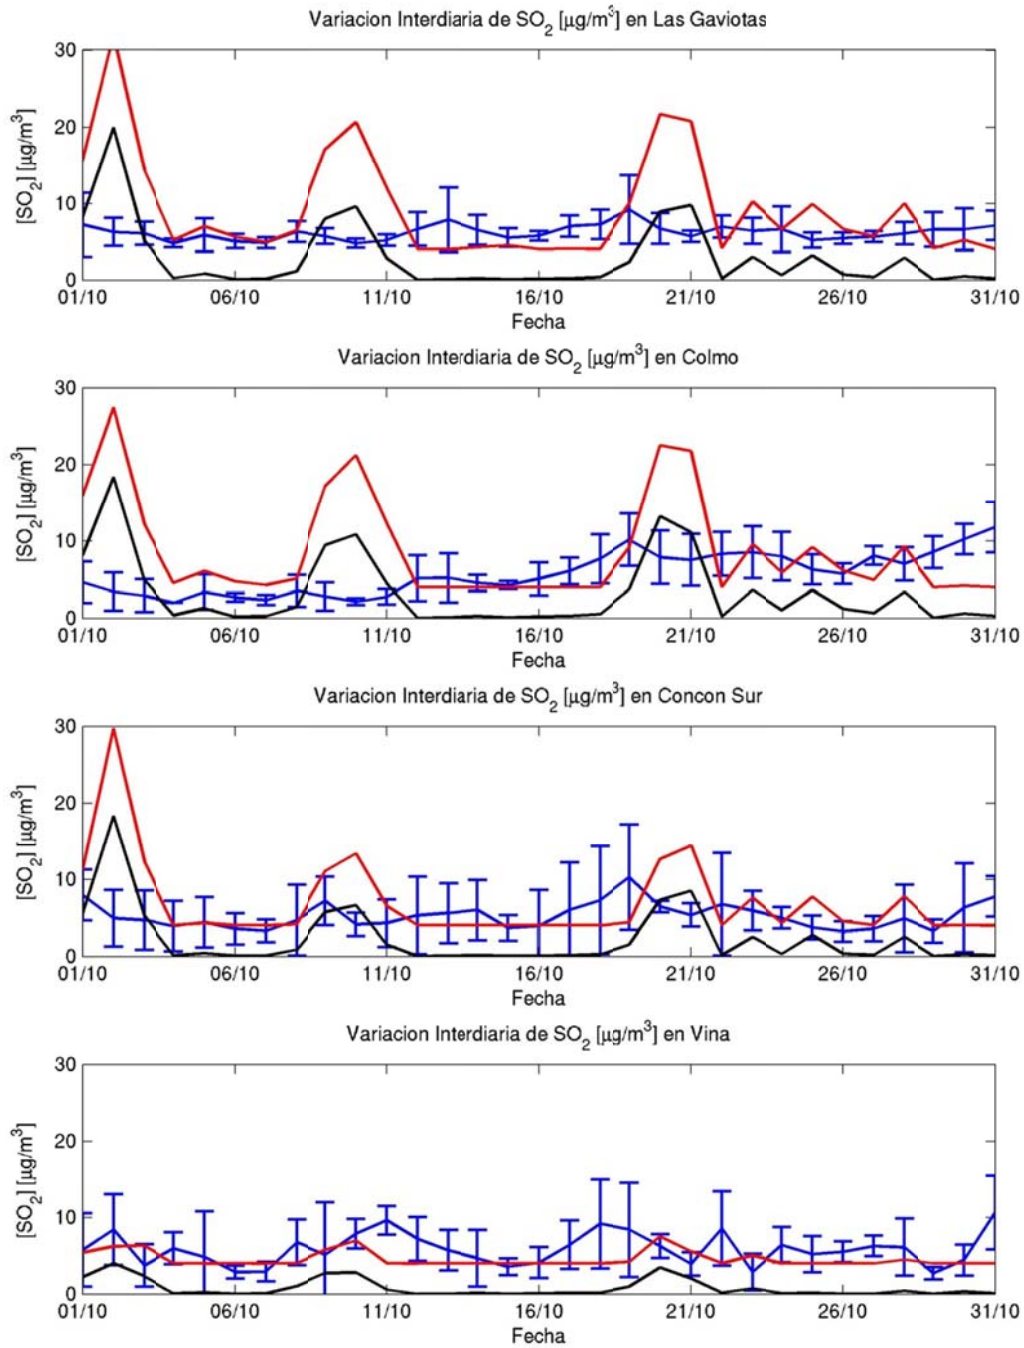 Variacion Interdiaria de SO2 [µg/m3] en Las Gaviotas
30
20
10
0
[SO2] [µg/m3]
01/10 06/10 11/10 16/10 21/10 26/10 31/10
Fecha
Variacion Interdiaria de SO2 [µg/m3] en Colmo
30
20
10
0
[SO2] [µg/m3]
01/10 06/10 11/10 16/10 21/10 26/10 31/10
Fecha
Variacion Interdiaria de SO2 [µg/m3] en Concon Sur
30
20
10
0
[SO2] [µg/m3]
01/10 06/10 11/10 16/10 21/10 26/10 31/10
Fecha
Variacion Interdiaria de SO2 [µg/m3] en Vina
30
20
10
0
[SO2] [µg/m3]
01/10 06/10 11/10 16/10 21/10 26/10 31/10
Fecha